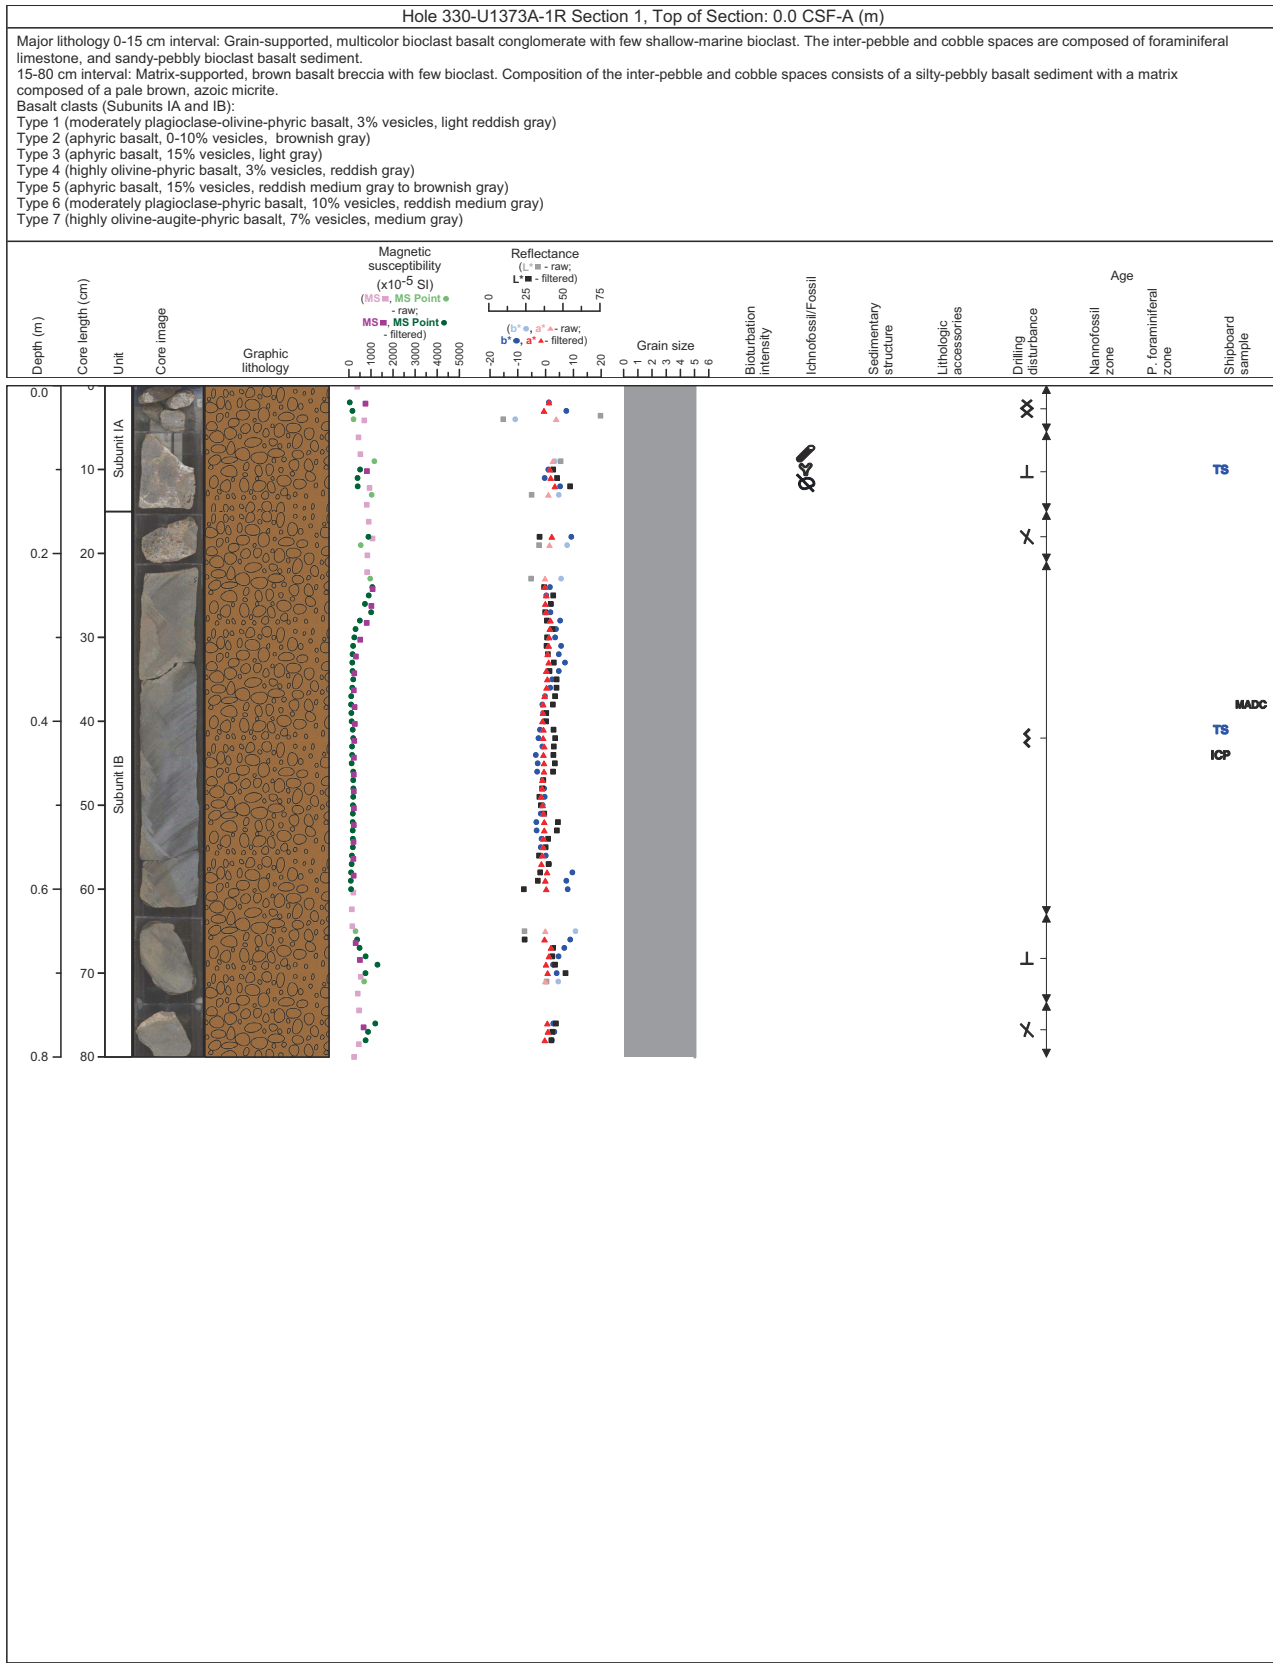 Hole 330-U1373A-1R Section 1, Top of Section: 0.0 CSF-A (m)
Major lithology 0-15 cm interval: Grain-supported, multicolor bioclast basalt conglomerate with few shallow-marine bioclast. The inter-pebble and cobble spaces are composed of foraminiferal
limestone, and sandy-pebbly bioclast basalt sediment.
15-80 cm interval: Matrix-supported, brown basalt breccia with few bioclast. Composition of the inter-pebble and cobble spaces consists of a silty-pebbly basalt sediment with a matrix
composed of a pale brown, azoic micrite.
Basalt clasts (Subunits IA and IB):
Type 1 (moderately plagioclase-olivine-phyric basalt, 3% vesicles, light reddish gray)
Type 2 (aphyric basalt, 0-10% vesicles, brownish gray)
Type 3 (aphyric basalt, 15% vesicles, light gray)
Type 4 (highly olivine-phyric basalt, 3% vesicles, reddish gray)
Type 5 (aphyric basalt, 15% vesicles, reddish medium gray to brownish gray)
Type 6 (moderately plagioclase-phyric basalt, 10% vesicles, reddish medium gray)
Type 7 (highly olivine-augite-phyric basalt, 7% vesicles, medium gray)
Depth (m)
Core length (cm)
Unit
Core image
Graphic
lithology
Magnetic
susceptibility
(x10-5 SI)
(MS ■, MS Point ●
- raw;
MS ■, MS Point ●
- filtered)
0 1000 2000 3000 4000 5000
Reflectance
(L* ■ - raw;
L* ■ - filtered)
0 25 50 75
(b* ●, a* ▲ - raw;
b* ●, a* ▲ - filtered)
-20 -10 0 10 20
Grain size
0 1 2 3 4 5 6
Bioturbation
intensity
Ichnofossil/Fossil
Sedimentary
structure
Lithologic
accessories
Drilling
disturbance
Age
Nannofossil
zone
P. foraminiferal
zone
Shipboard
sample
0.0
0.2
0.4
0.6
0.8
0
10
20
30
40
50
60
70
80
Subunit IA
Subunit IB
TS
MADC
TS
ICP